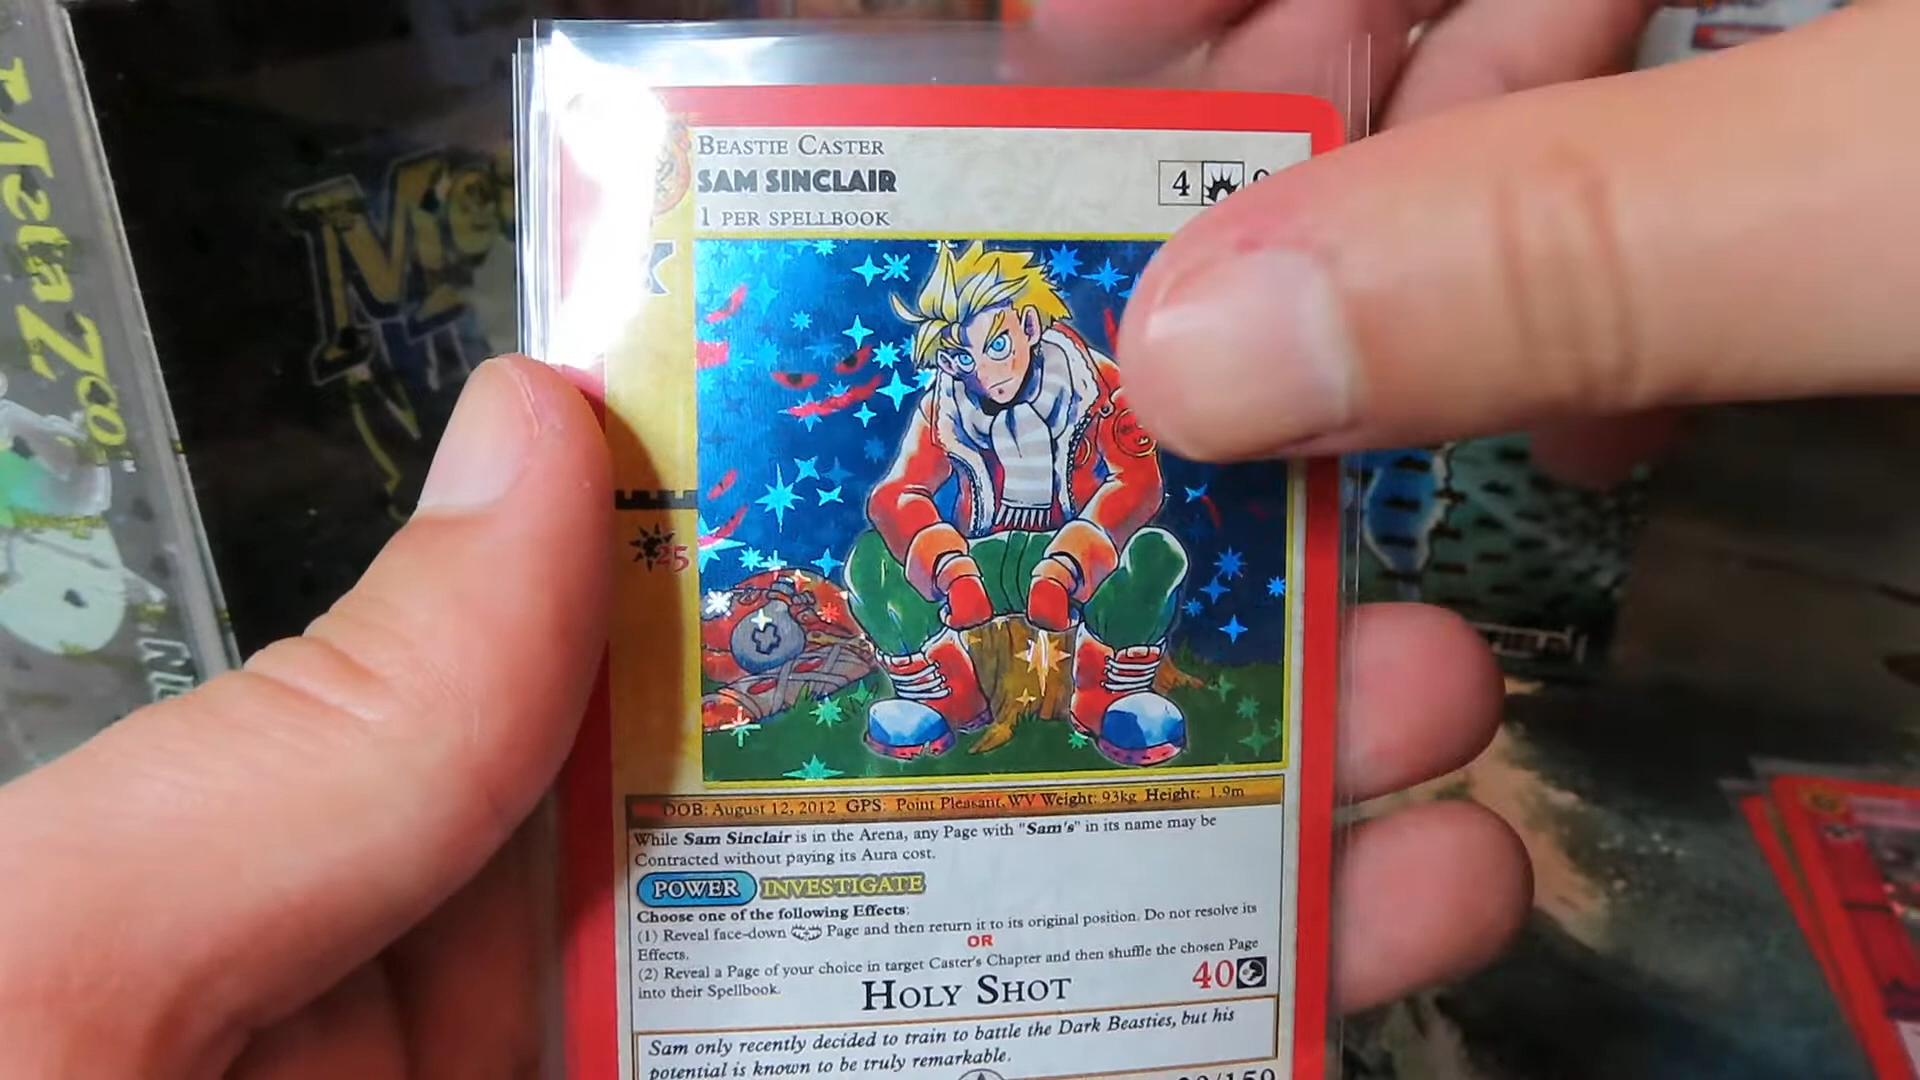 BEASTIE CASTER
SAM SINCLAIR
4
1 PER SPELLBOOK
25
DOB: August 12, 2012 GPS: Point Pleasant, WV Weight: 93kg Height: 1.9m
While Sam Sinclair is in the Arena, any Page with "Sam's" in its name may be
Contracted without paying its Aura cost.
POWER INVESTIGATE
Choose one of the following Effects:
(1) Reveal face-down Page and then return it to its original position. Do not resolve its
Effects.
OR
(2) Reveal a Page of your choice in target Caster's Chapter and then shuffle the chosen Page
into their Spellbook.
HOLY SHOT 40
Sam only recently decided to train to battle the Dark Beasties, but his
potential is known to be truly remarkable.
/159
MetaZoo